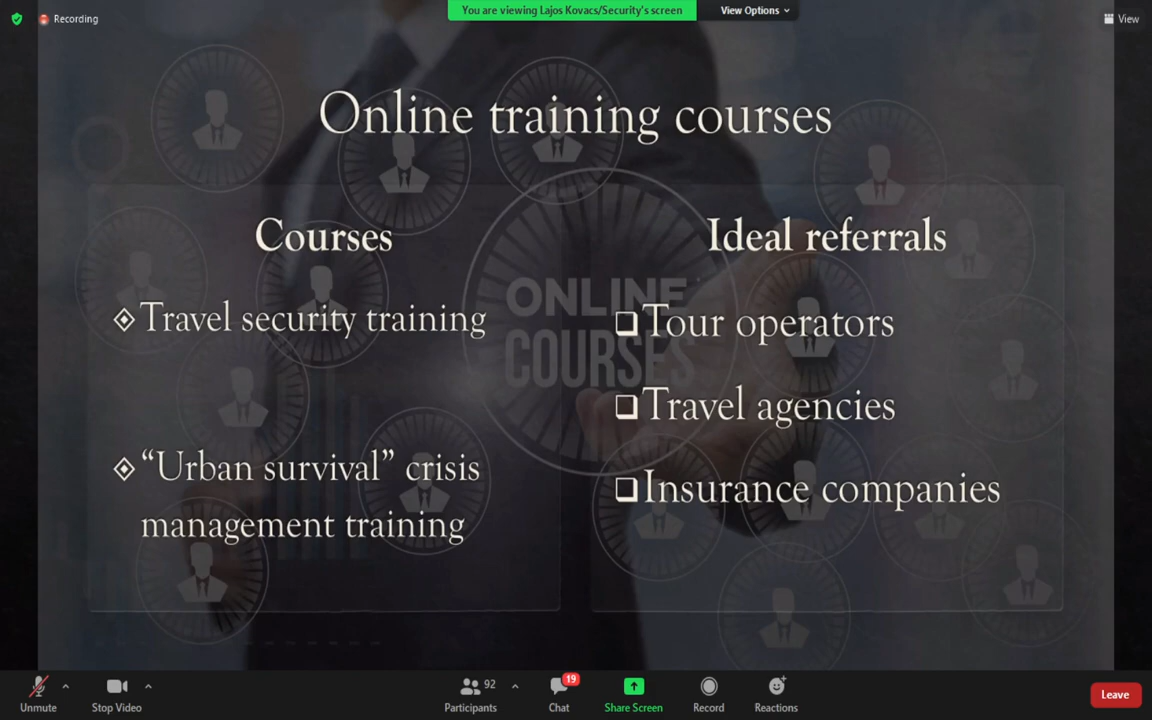 You are viewing Lajos Kovacs/Security's screen
View Options
Recording
View
Online training courses
Courses
Travel security training
“Urban survival” crisis
management training
Ideal referrals
Tour operators
Travel agencies
Insurance companies
ONLINE
COURSES
Unmute
Stop Video
92
Participants
19
Chat
Share Screen
Record
Reactions
Leave